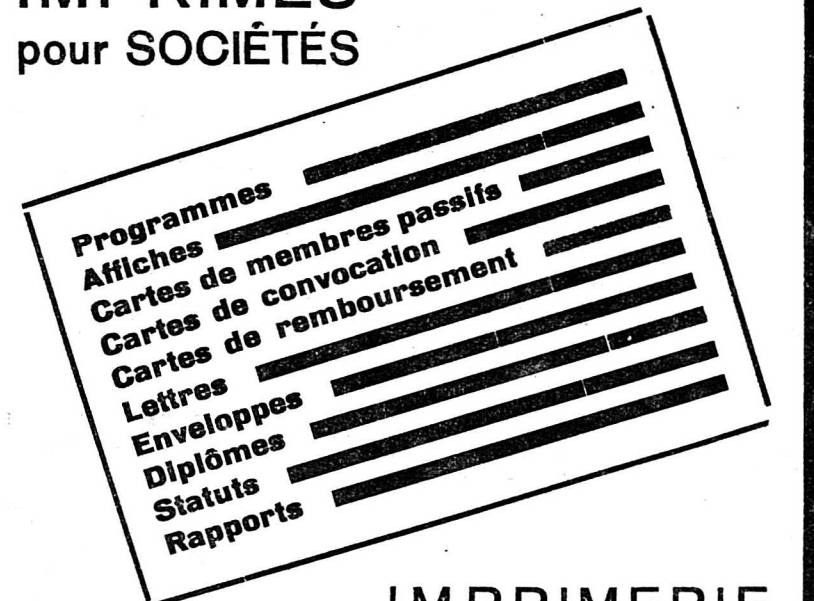 IMPRIMÉS
pour SOCIÉTÉS
Programmes
Affiches
Cartes de membres passifs
Cartes de convocation
Cartes de remboursement
Lettres
Enveloppes
Diplômes
Statuts
Rapports
IMPRIMERIE